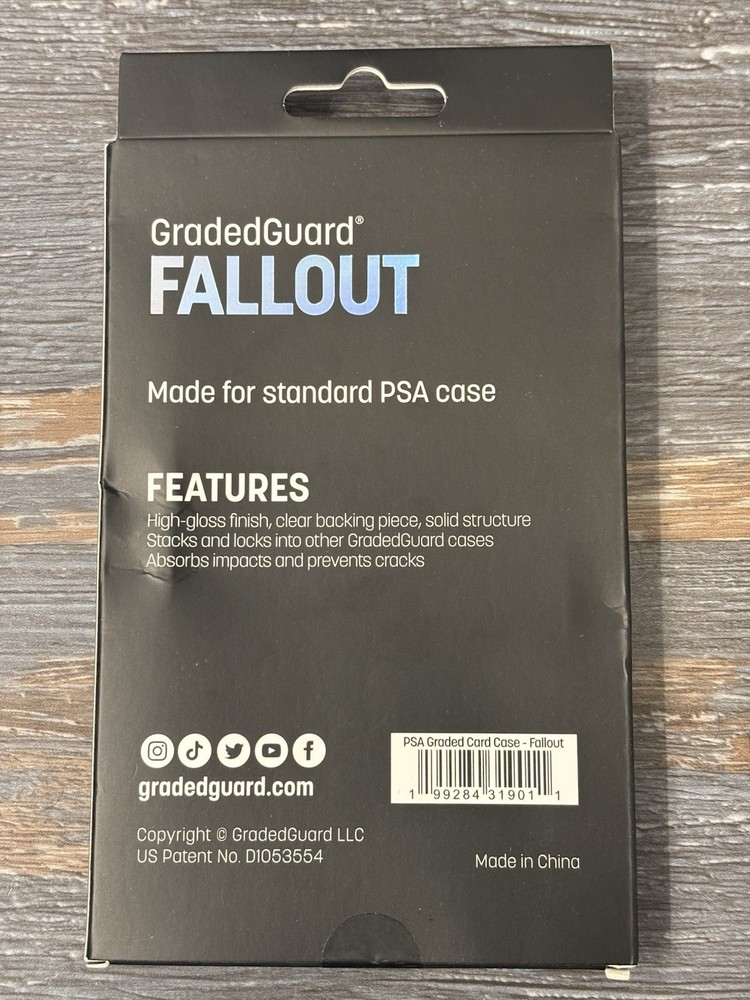 GradedGuard®
FALLOUT
Made for standard PSA case
FEATURES
High-gloss finish, clear backing piece, solid structure
Stacks and locks into other GradedGuard cases
Absorbs impacts and prevents cracks
gradedguard.com
PSA Graded Card Case - Fallout
1 99284 31901 1
Copyright © GradedGuard LLC
US Patent No. D1053554
Made in China